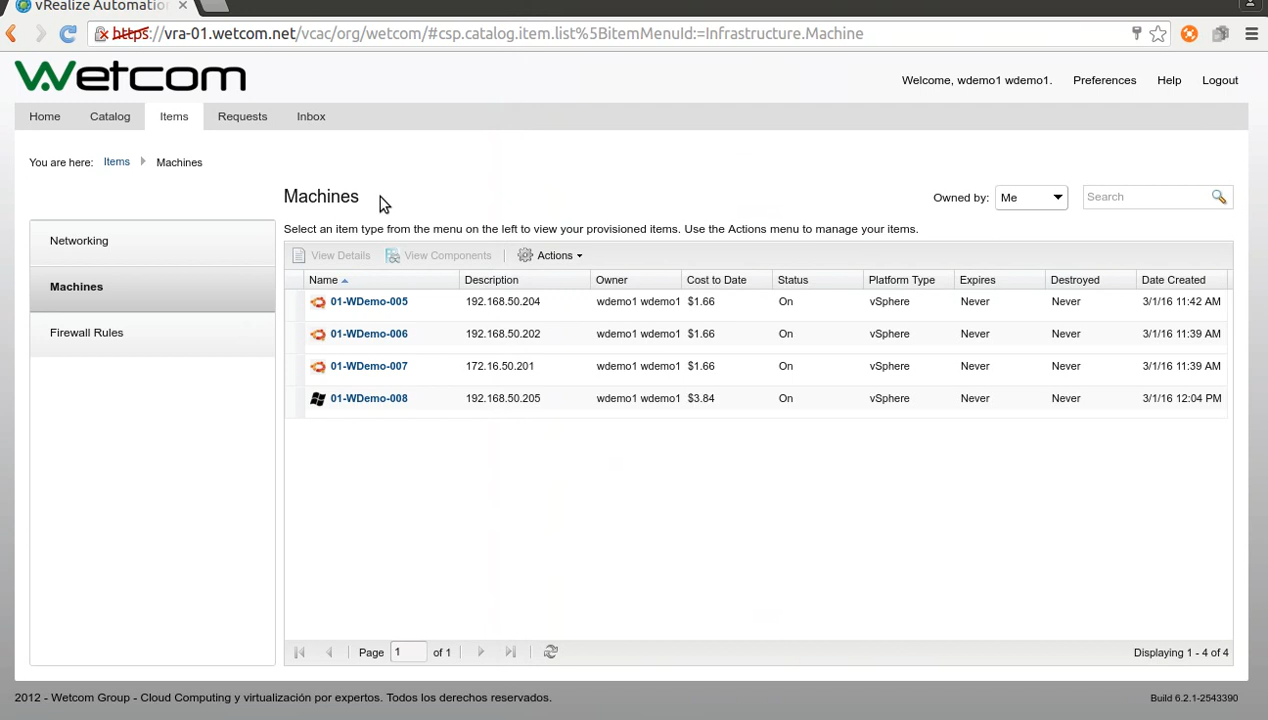 vRealize Automation
https://vra-01.wetcom.net/vcac/org/wetcom/#csp.catalog.item.list%5BitemMenuId:=Infrastructure.Machine
Wetcom
Welcome, wdemo1 wdemo1. Preferences Help Logout
Home Catalog Items Requests Inbox
You are here: Items Machines
Machines
Owned by: Me Search
Networking
Machines
Firewall Rules
Select an item type from the menu on the left to view your provisioned items. Use the Actions menu to manage your items.
View Details View Components Actions
Name Description Owner Cost to Date Status Platform Type Expires Destroyed Date Created
01-WDemo-005 192.168.50.204 wdemo1 wdemo1 $1.66 On vSphere Never Never 3/1/16 11:42 AM
01-WDemo-006 192.168.50.202 wdemo1 wdemo1 $1.66 On vSphere Never Never 3/1/16 11:39 AM
01-WDemo-007 172.16.50.201 wdemo1 wdemo1 $1.66 On vSphere Never Never 3/1/16 11:39 AM
01-WDemo-008 192.168.50.205 wdemo1 wdemo1 $3.84 On vSphere Never Never 3/1/16 12:04 PM
Page 1 of 1 Displaying 1 - 4 of 4
2012 - Wetcom Group - Cloud Computing y virtualización por expertos. Todos los derechos reservados. Build 6.2.1-2543390